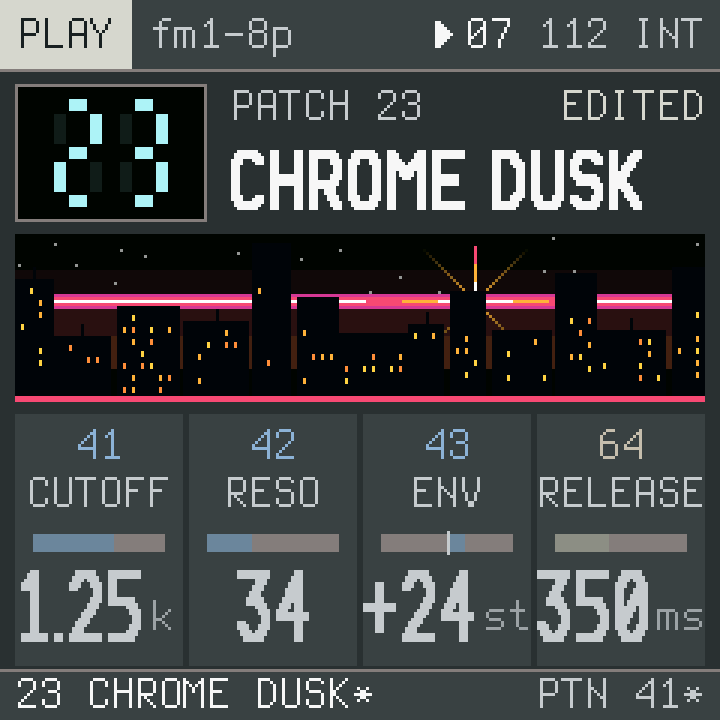 PLAY fm1-8p ▶07 112 INT
23 PATCH 23 EDITED
CHROME DUSK
41 42 43 64
CUTOFF RESO ENV RELEASE
1.25k 34 +24st 350ms
23 CHROME DUSK* PTN 41*